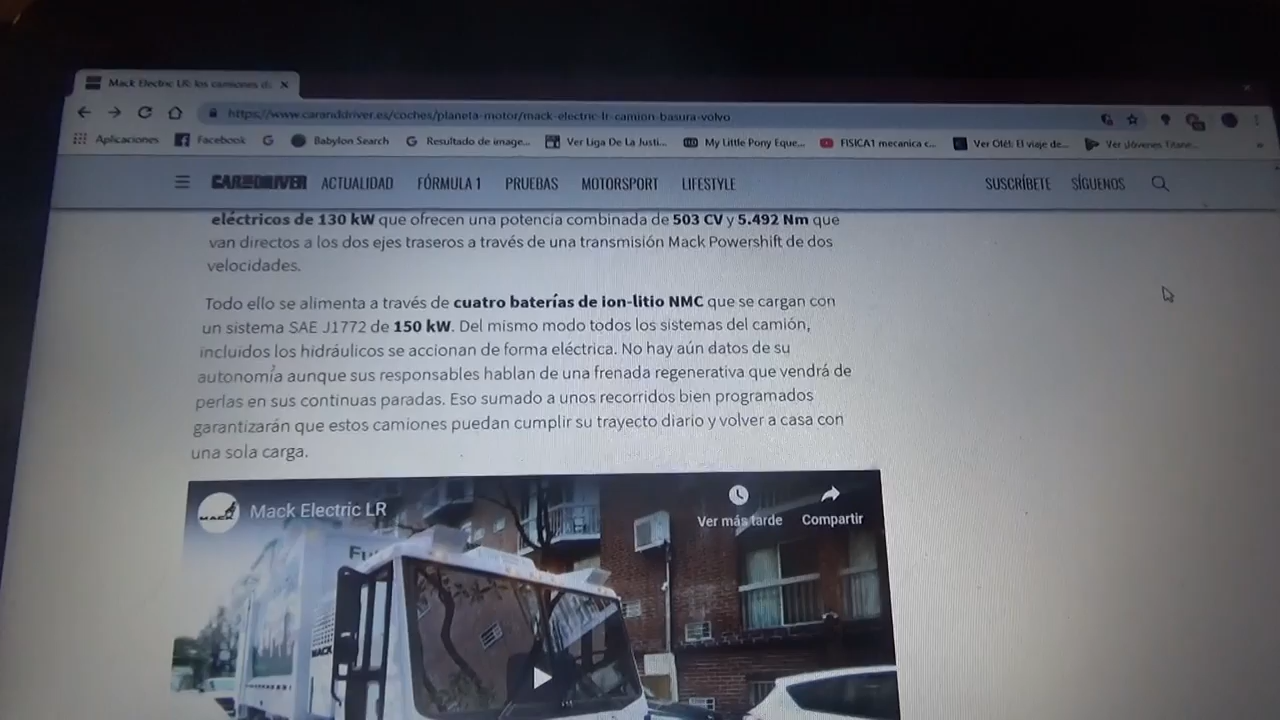 Mack Electric LR: los camiones d
https://www.caranddriver.es/coches/planeta-motor/mack-electric-lr-camion-basura-volvo
Aplicaciones Facebook Babylon Search Resultado de image... Ver Liga De La Justi... My Little Pony Eque... FISICA1 mecanica c... Ver Olét. El viaje de... Ver Jóvenes Titane...
CAR AND DRIVER ACTUALIDAD FÓRMULA 1 PRUEBAS MOTORSPORT LIFESTYLE SUSCRÍBETE SÍGUENOS
eléctricos de 130 kW que ofrecen una potencia combinada de 503 CV y 5.492 Nm que
van directos a los dos ejes traseros a través de una transmisión Mack Powershift de dos
velocidades.
Todo ello se alimenta a través de cuatro baterías de ion-litio NMC que se cargan con
un sistema SAE J1772 de 150 kW. Del mismo modo todos los sistemas del camión,
incluidos los hidráulicos se accionan de forma eléctrica. No hay aún datos de su
autonomía aunque sus responsables hablan de una frenada regenerativa que vendrá de
perlas en sus continuas paradas. Eso sumado a unos recorridos bien programados
garantizarán que estos camiones puedan cumplir su trayecto diario y volver a casa con
una sola carga.
MACK Mack Electric LR
Ver más tarde Compartir
Fu
MACK